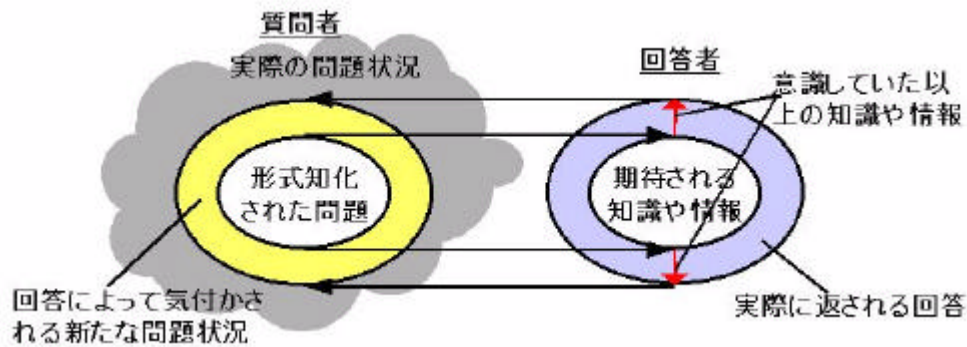 質問者
実際の問題状況
回答者
意識していた以
上の知識や情報
形式知化
された問題
期待される
知識や情報
回答によって気付かさ
れる新たな問題状況
実際に返される回答